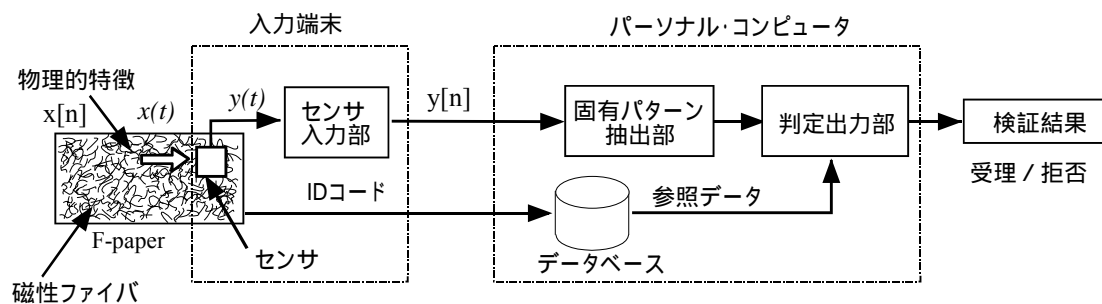 入力端末
パーソナル・コンピュータ
物理的特徴
x[n]
x(t)
y(t)
センサ
入力部
y[n]
固有パターン
抽出部
判定出力部
検証結果
受理 / 拒否
IDコード
参照データ
F-paper
センサ
データベース
磁性ファイバ